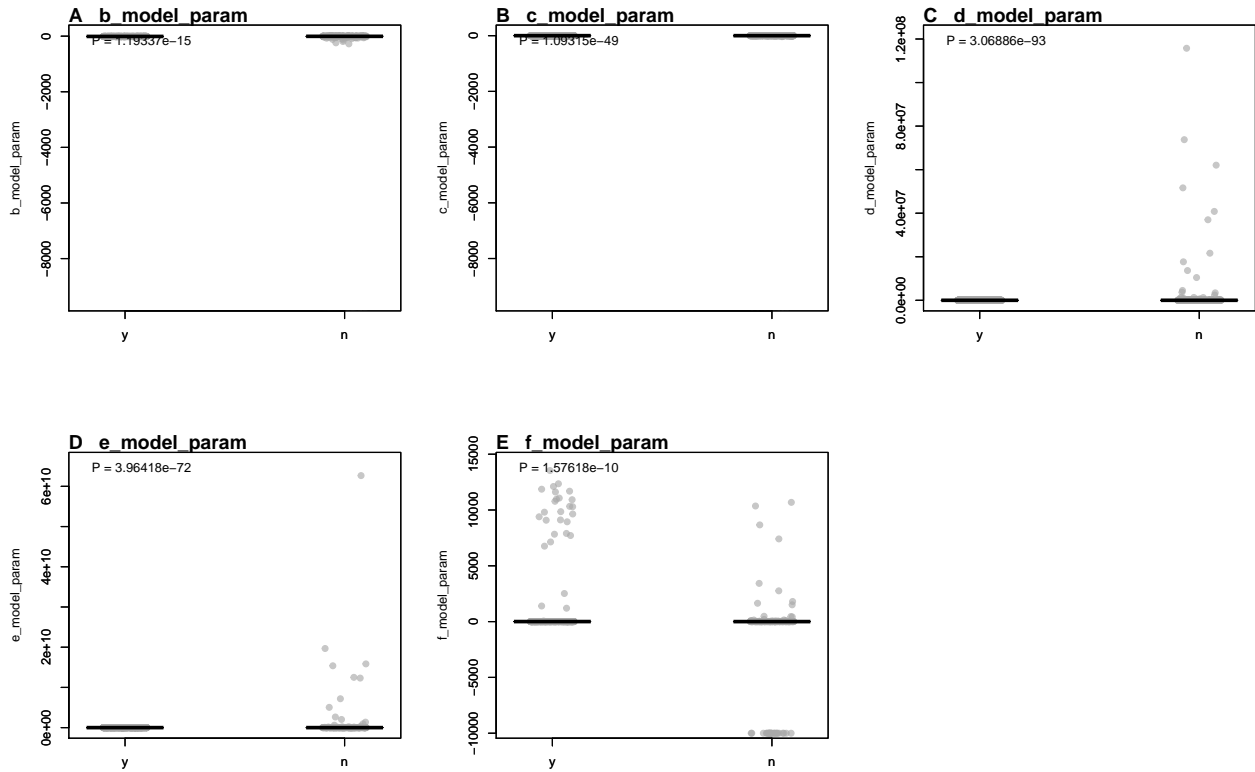 A b_model_param
P = 1.19337e−15
b_model_param
0
−2000
−4000
−6000
−8000
y n
B c_model_param
P = 1.09315e−49
c_model_param
0
−2000
−4000
−6000
−8000
y n
C d_model_param
P = 3.06886e−93
d_model_param
1.2e+08
8.0e+07
4.0e+07
0.0e+00
y n
D e_model_param
P = 3.96418e−72
e_model_param
6e+10
4e+10
2e+10
0e+00
y n
E f_model_param
P = 1.57618e−10
f_model_param
15000
10000
5000
0
−5000
−10000
y n